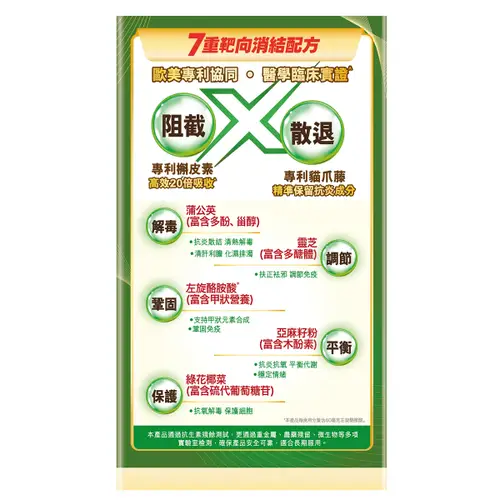 7重靶向消結配方
歐美專利協同 • 醫學臨床實證^
阻截 X 散退
專利槲皮素
高效20倍吸收^
專利貓爪藤
精準保留抗炎成分
解毒
蒲公英
(富含多酚、甾醇)
•抗炎散結 清熱解毒
•清肝利膽 化濕排濁
靈芝
(富含多醣體)
調節
•扶正祛邪 調節免疫
鞏固
左旋酪胺酸*
(富含甲狀營養)
•支持甲狀元素合成
•鞏固免疫
亞麻籽粉
(富含木酚素)
平衡
•抗炎抗氧 平衡代謝
•穩定情緒
保護
綠花椰菜
(富含硫代葡萄糖苷)
•抗氧解毒 保護細胞
本產品通過抗生素殘餘測試，更通過重金屬、農藥殘留、微生物等多項
實驗室檢測，確保產品安全可靠，適合長期服用。